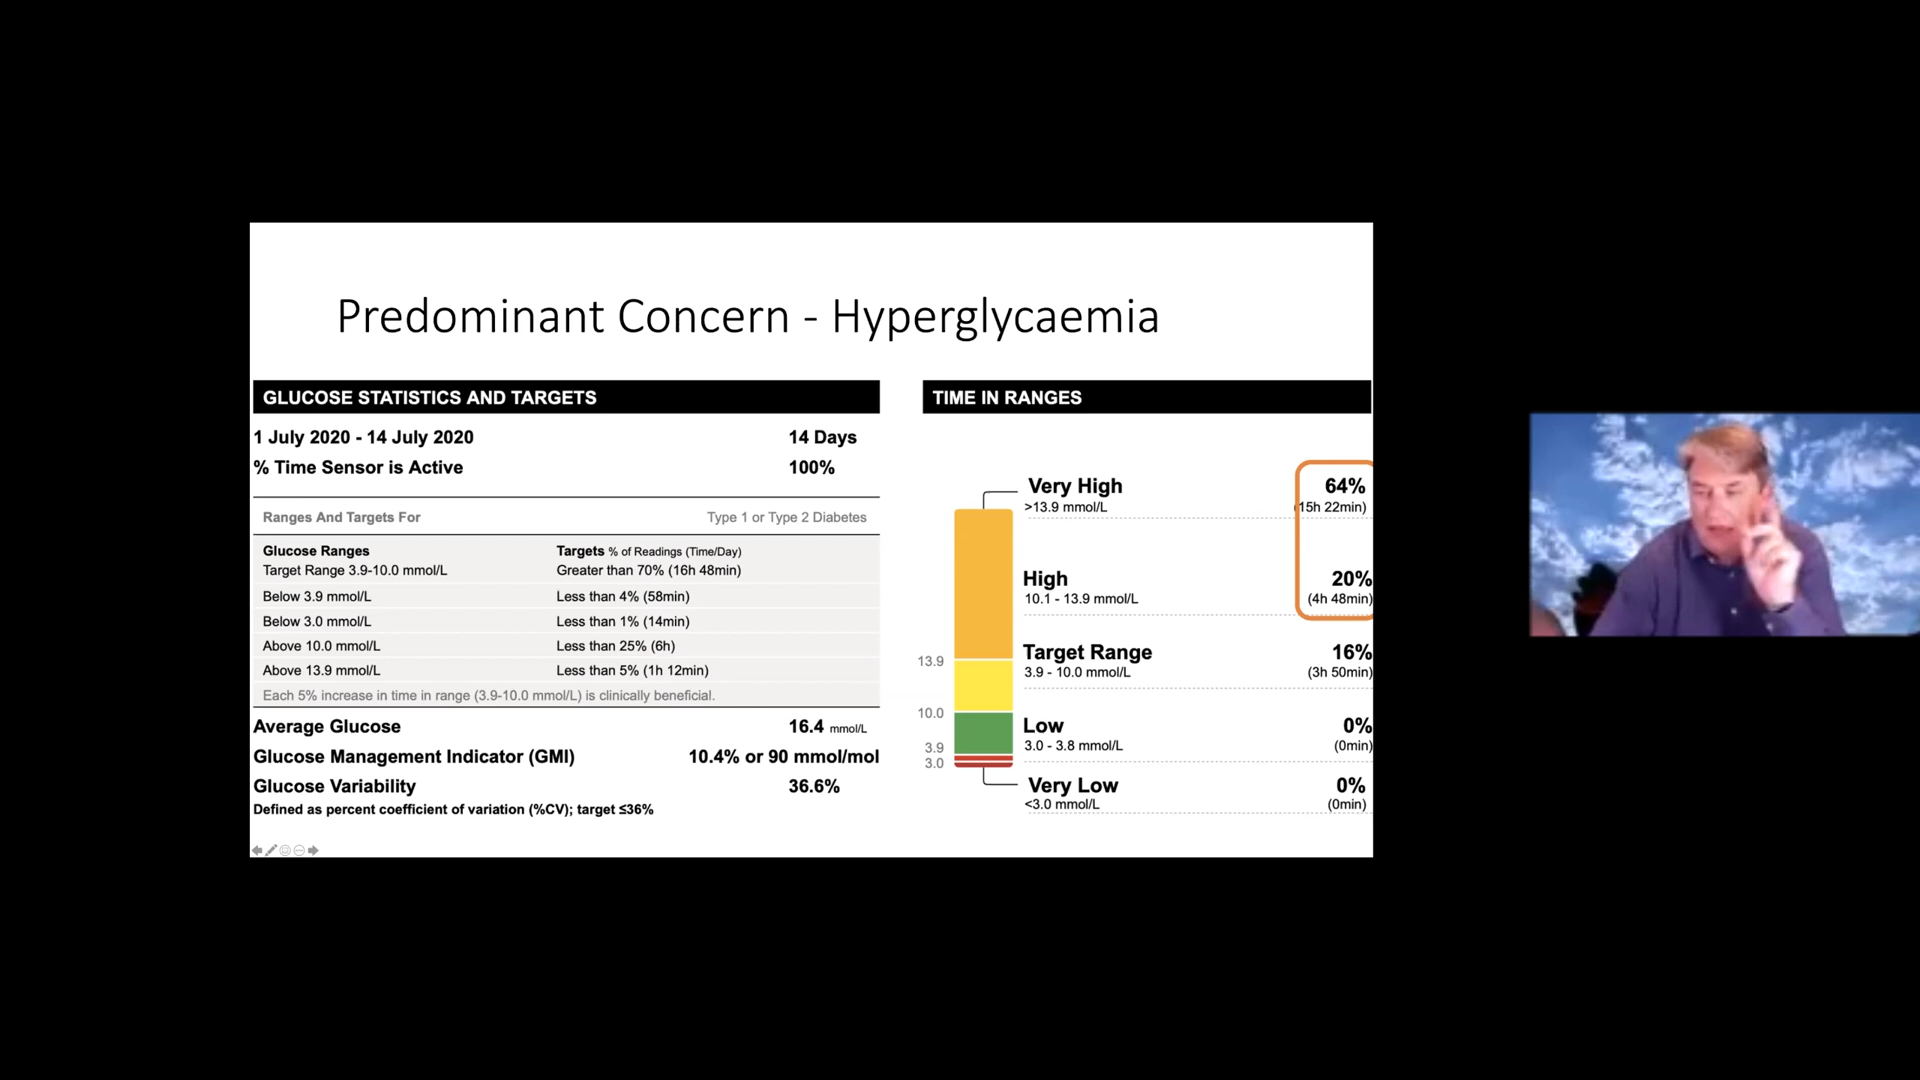 Predominant Concern - Hyperglycaemia
GLUCOSE STATISTICS AND TARGETS
1 July 2020 - 14 July 2020 14 Days
% Time Sensor is Active 100%
Ranges And Targets For Type 1 or Type 2 Diabetes
Glucose Ranges Targets % of Readings (Time/Day)
Target Range 3.9-10.0 mmol/L Greater than 70% (16h 48min)
Below 3.9 mmol/L Less than 4% (58min)
Below 3.0 mmol/L Less than 1% (14min)
Above 10.0 mmol/L Less than 25% (6h)
Above 13.9 mmol/L Less than 5% (1h 12min)
Each 5% increase in time in range (3.9-10.0 mmol/L) is clinically beneficial.
Average Glucose 16.4 mmol/L
Glucose Management Indicator (GMI) 10.4% or 90 mmol/mol
Glucose Variability 36.6%
Defined as percent coefficient of variation (%CV); target ≤36%
TIME IN RANGES
Very High 64%
>13.9 mmol/L (15h 22min)
High 20%
10.1 - 13.9 mmol/L (4h 48min)
13.9
Target Range 16%
3.9 - 10.0 mmol/L (3h 50min)
10.0
Low 0%
3.0 - 3.8 mmol/L (0min)
3.9
3.0
Very Low 0%
<3.0 mmol/L (0min)